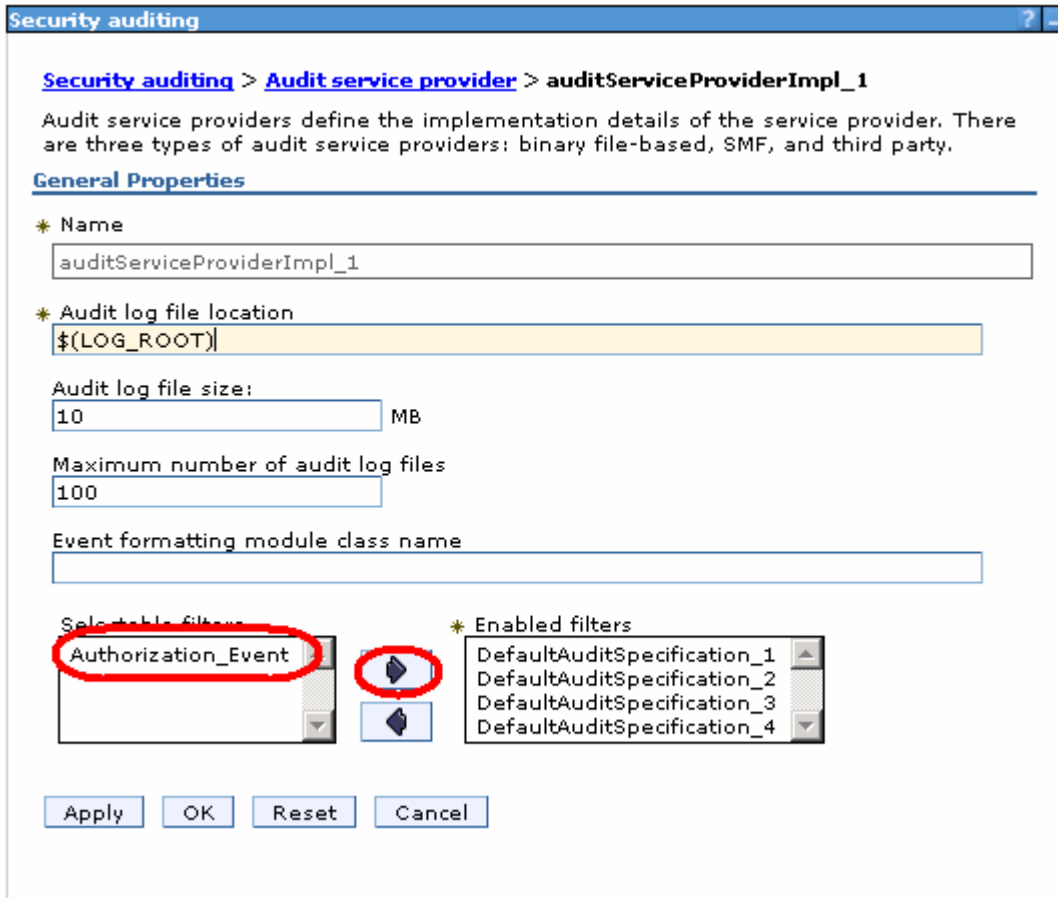 Security auditing ?
Security auditing > Audit service provider > auditServiceProviderImpl_1
Audit service providers define the implementation details of the service provider. There
are three types of audit service providers: binary file-based, SMF, and third party.
General Properties
* Name
auditServiceProviderImpl_1
* Audit log file location
$(LOG_ROOT)
Audit log file size:
10 MB
Maximum number of audit log files
100
Event formatting module class name
Selectable filters * Enabled filters
Authorization_Event
DefaultAuditSpecification_1
DefaultAuditSpecification_2
DefaultAuditSpecification_3
DefaultAuditSpecification_4
Apply OK Reset Cancel